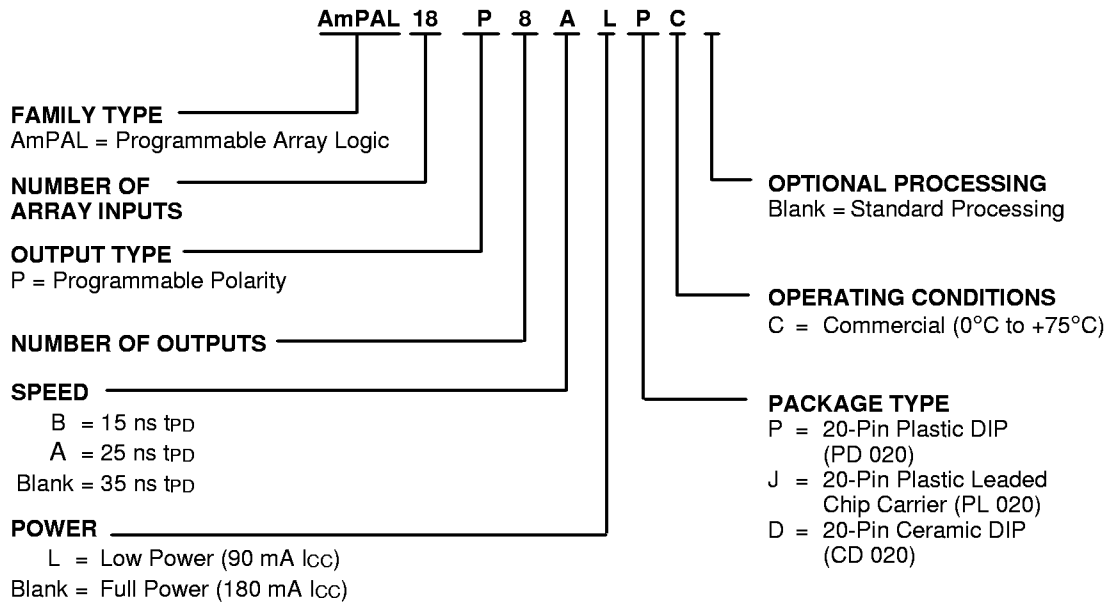 AmPAL 18 P 8 A L P C
FAMILY TYPE
AmPAL = Programmable Array Logic
NUMBER OF
ARRAY INPUTS
OUTPUT TYPE
P = Programmable Polarity
NUMBER OF OUTPUTS
SPEED
B = 15 ns tPD
A = 25 ns tPD
Blank = 35 ns tPD
POWER
L = Low Power (90 mA ICC)
Blank = Full Power (180 mA ICC)
OPTIONAL PROCESSING
Blank = Standard Processing
OPERATING CONDITIONS
C = Commercial (0°C to +75°C)
PACKAGE TYPE
P = 20-Pin Plastic DIP
(PD 020)
J = 20-Pin Plastic Leaded
Chip Carrier (PL 020)
D = 20-Pin Ceramic DIP
(CD 020)